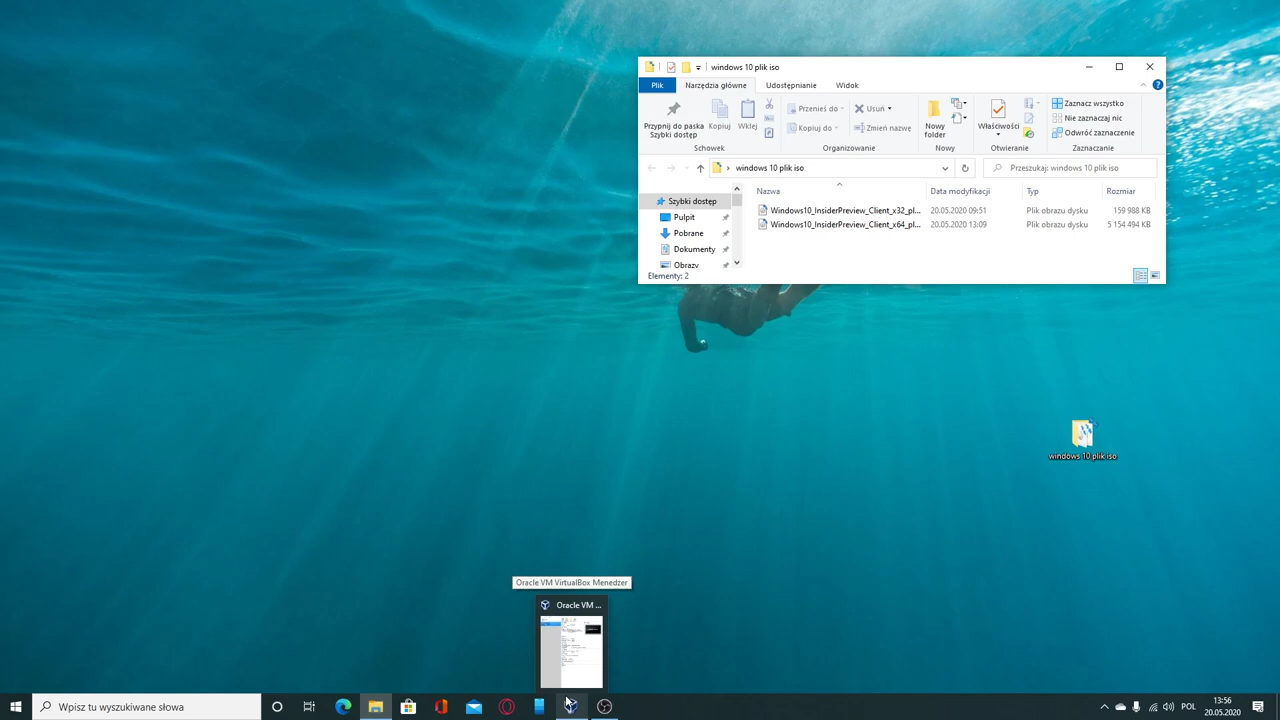 windows 10 plik iso
Plik
Narzędzia główne
Udostępnianie
Widok
Przypnij do paska
Szybki dostęp
Kopiuj
Wklej
Przenieś do
Kopiuj do
Usuń
Zmień nazwę
Nowy
folder
Właściwości
Zaznacz wszystko
Nie zaznaczaj nic
Odwróć zaznaczenie
Schowek
Organizowanie
Nowy
Otwieranie
Zaznaczanie
windows 10 plik iso
Przeszukaj: windows 10 plik iso
Szybki dostęp
Pulpit
Pobrane
Dokumenty
Obrazy
Nazwa
Data modyfikacji
Typ
Rozmiar
Windows10_InsiderPreview_Client_x32_pl...
20.05.2020 09:51
Plik obrazu dysku
159 988 KB
Windows10_InsiderPreview_Client_x64_pl...
20.05.2020 13:09
Plik obrazu dysku
5 154 494 KB
Elementy: 2
windows 10 plik iso
Oracle VM VirtualBox Menedżer
Oracle VM ...
Wpisz tu wyszukiwane słowa
POL
13:56
20.05.2020